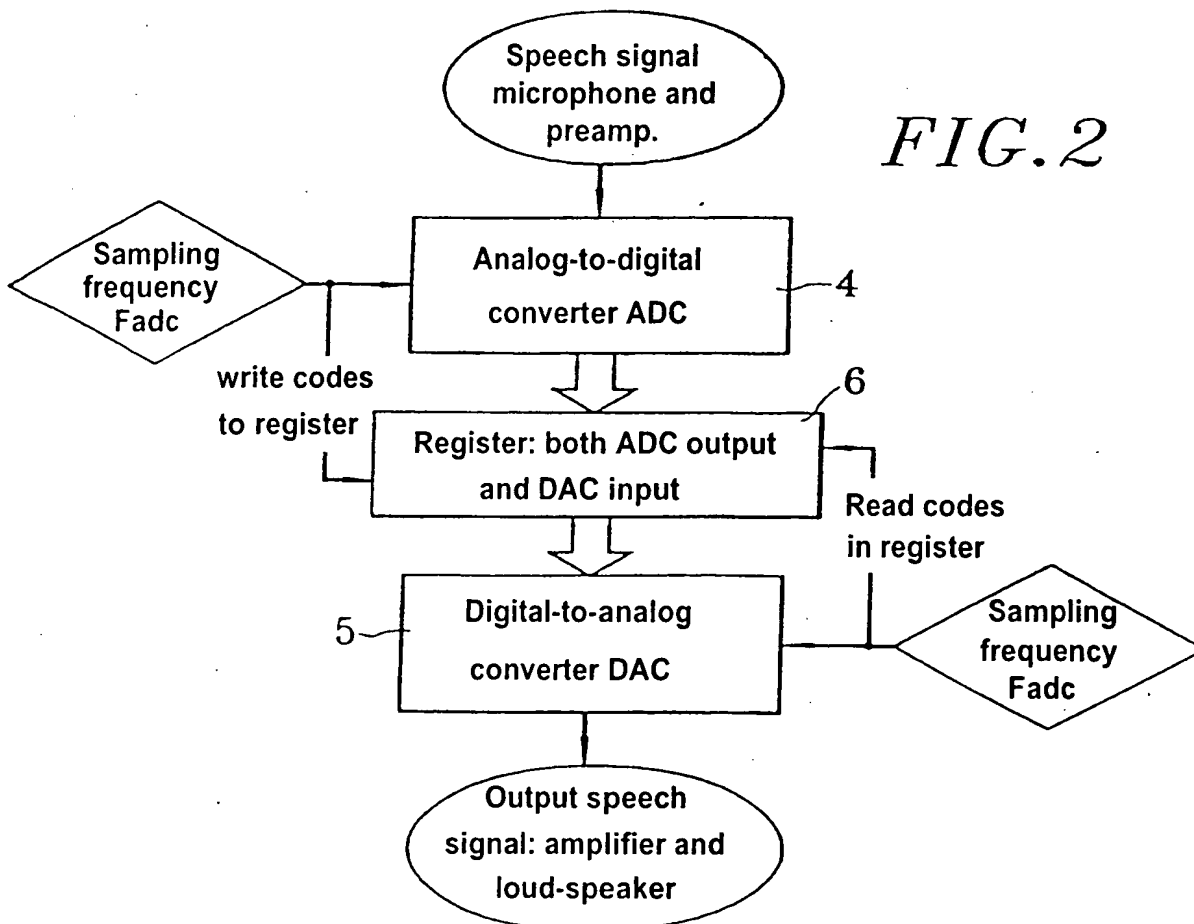 Speech signal
microphone and
preamp.
FIG.2
Sampling
frequency
Fadc
Analog-to-digital
converter ADC
4
write codes
to register
6
Register: both ADC output
and DAC input
Read codes
in register
5
Digital-to-analog
converter DAC
Sampling
frequency
Fadc
Output speech
signal: amplifier and
loud-speaker